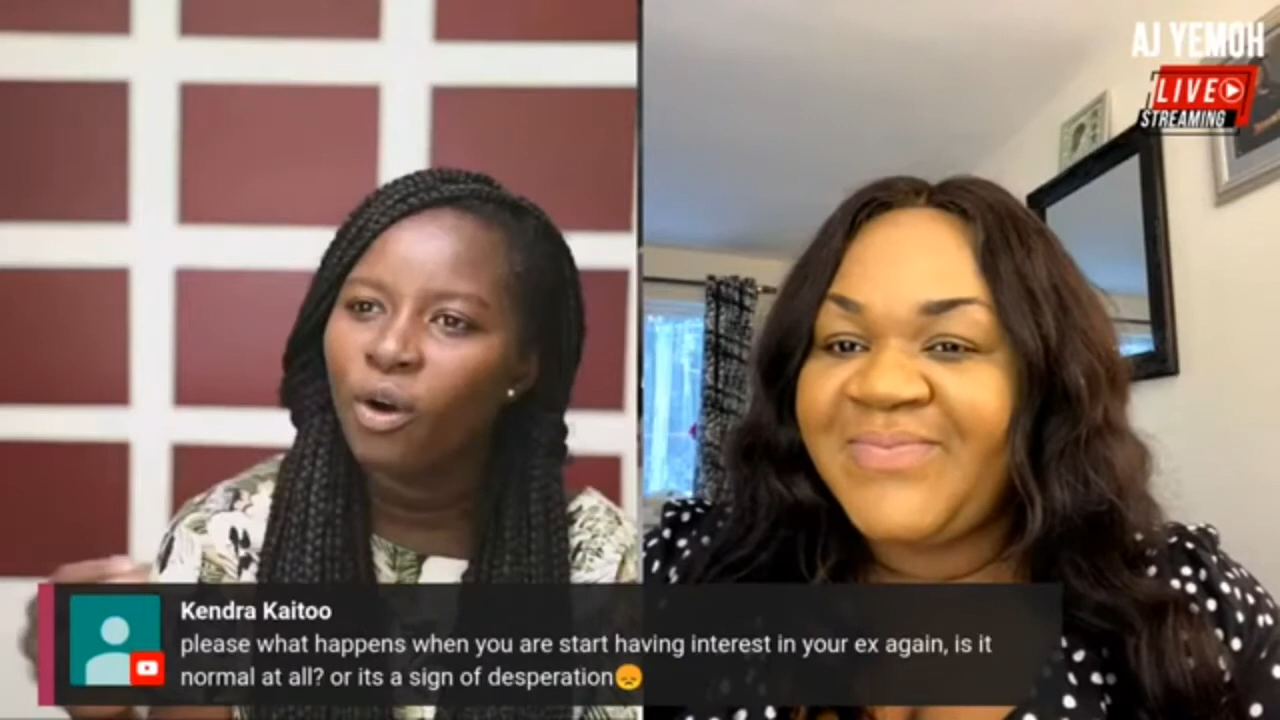 AJ YEMOH
LIVE
STREAMING
Kendra Kaitoo
please what happens when you are start having interest in your ex again, is it
normal at all? or its a sign of desperation😞